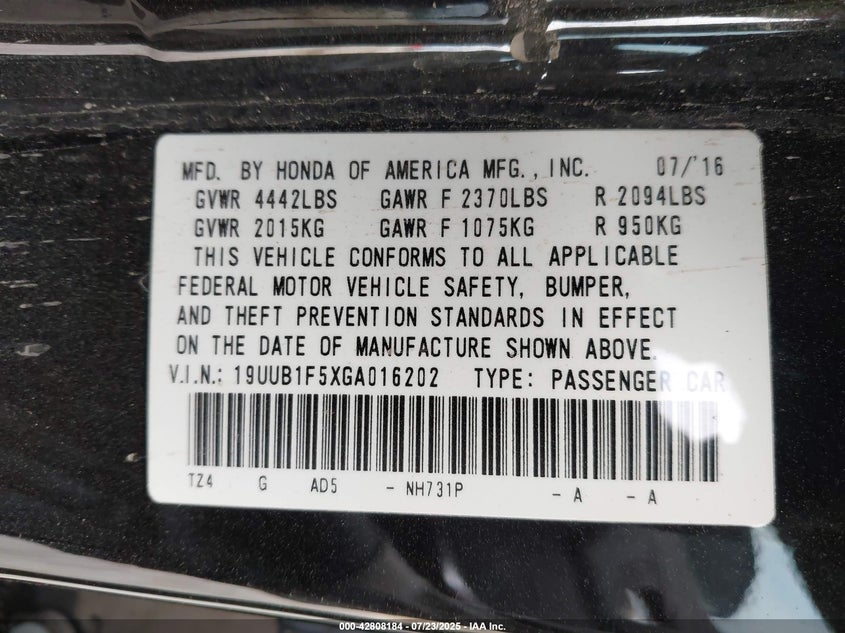 MFD. BY HONDA OF AMERICA MFG., INC. 07/'16
GVWR 4442LBS GAWR F 2370LBS R 2094LBS
GVWR 2015KG GAWR F 1075KG R 950KG
THIS VEHICLE CONFORMS TO ALL APPLICABLE
FEDERAL MOTOR VEHICLE SAFETY, BUMPER,
AND THEFT PREVENTION STANDARDS IN EFFECT
ON THE DATE OF MANUFACTURE SHOWN ABOVE.
V.I.N.: 19UUB1F5XGA016202 TYPE: PASSENGER CAR
TZ4 G AD5 - NH731P - A - A
000-42808184 - 07/23/2025 - IAA Inc.